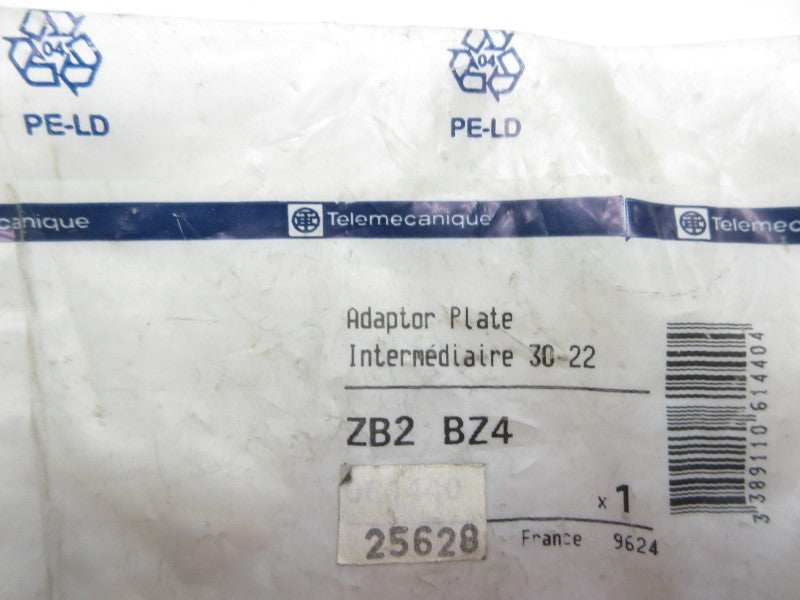 04
04
PE-LD
PE-LD
canique
Telemecanique
Telemec
Adaptor Plate
Intermédiaire 30-22
ZB2 BZ4
x 1
25628
France 9624
3 389110 614404